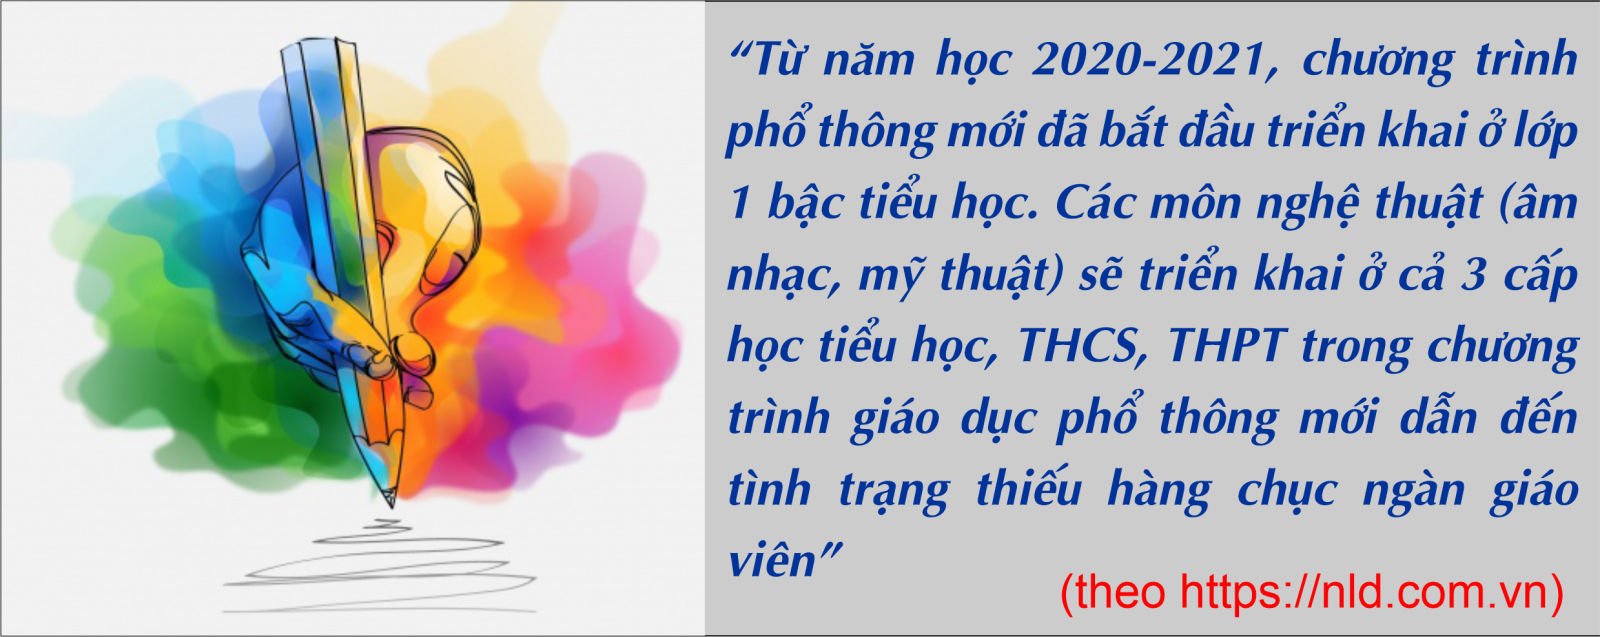 “Từ năm học 2020-2021, chương trình
phổ thông mới đã bắt đầu triển khai ở lớp
1 bậc tiểu học. Các môn nghệ thuật (âm
nhạc, mỹ thuật) sẽ triển khai ở cả 3 cấp
học tiểu học, THCS, THPT trong chương
trình giáo dục phổ thông mới dẫn đến
tình trạng thiếu hàng chục ngàn giáo
viên”
(theo https://nld.com.vn)